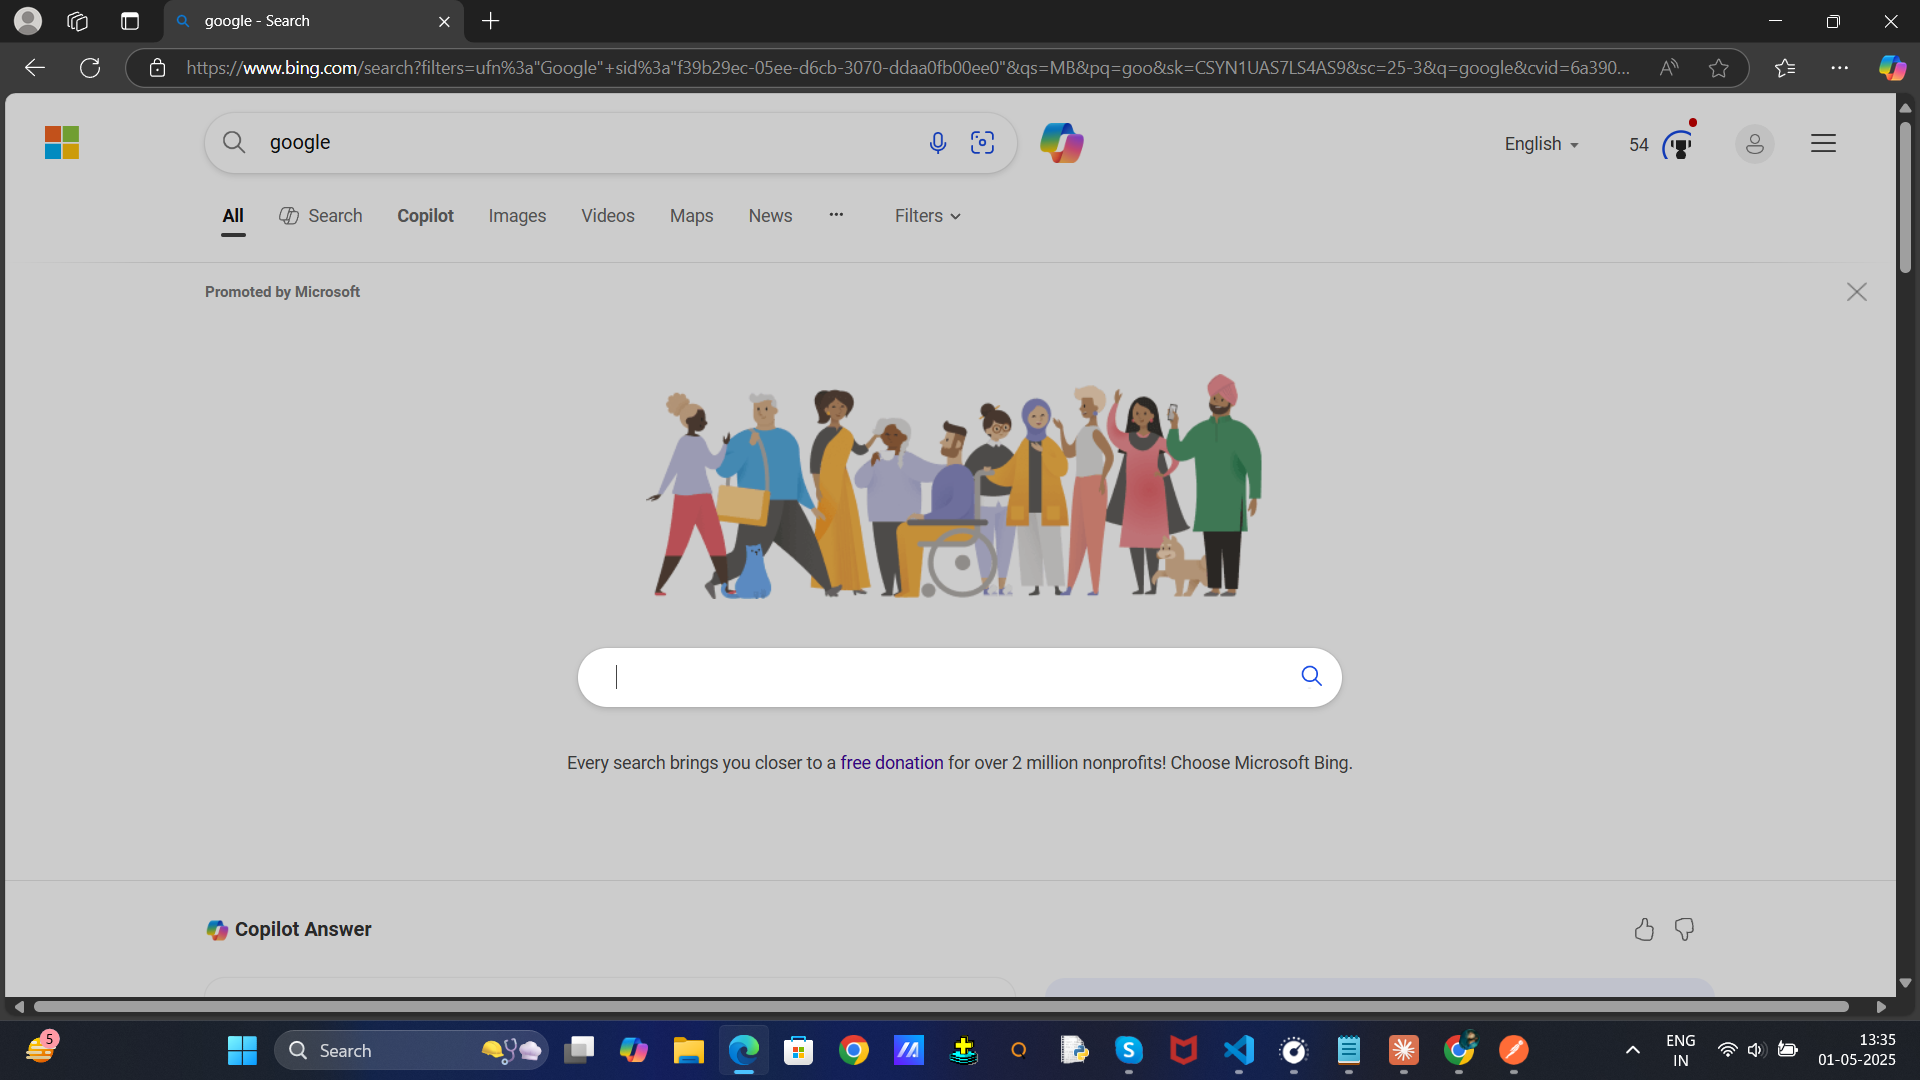 google - Search
https://www.bing.com/search?filters=ufn%3a"Google"+sid%3a"f39b29ec-05ee-d6cb-3070-ddaa0fb00ee0"&qs=MB&pq=goo&sk=CSYN1UAS7LS4AS9&sc=25-3&q=google&cvid=6a390...
google
English
54
All
Search
Copilot
Images
Videos
Maps
News
Filters
Promoted by Microsoft
Every search brings you closer to a free donation for over 2 million nonprofits! Choose Microsoft Bing.
Copilot Answer
5
Search
ENG
IN
13:35
01-05-2025